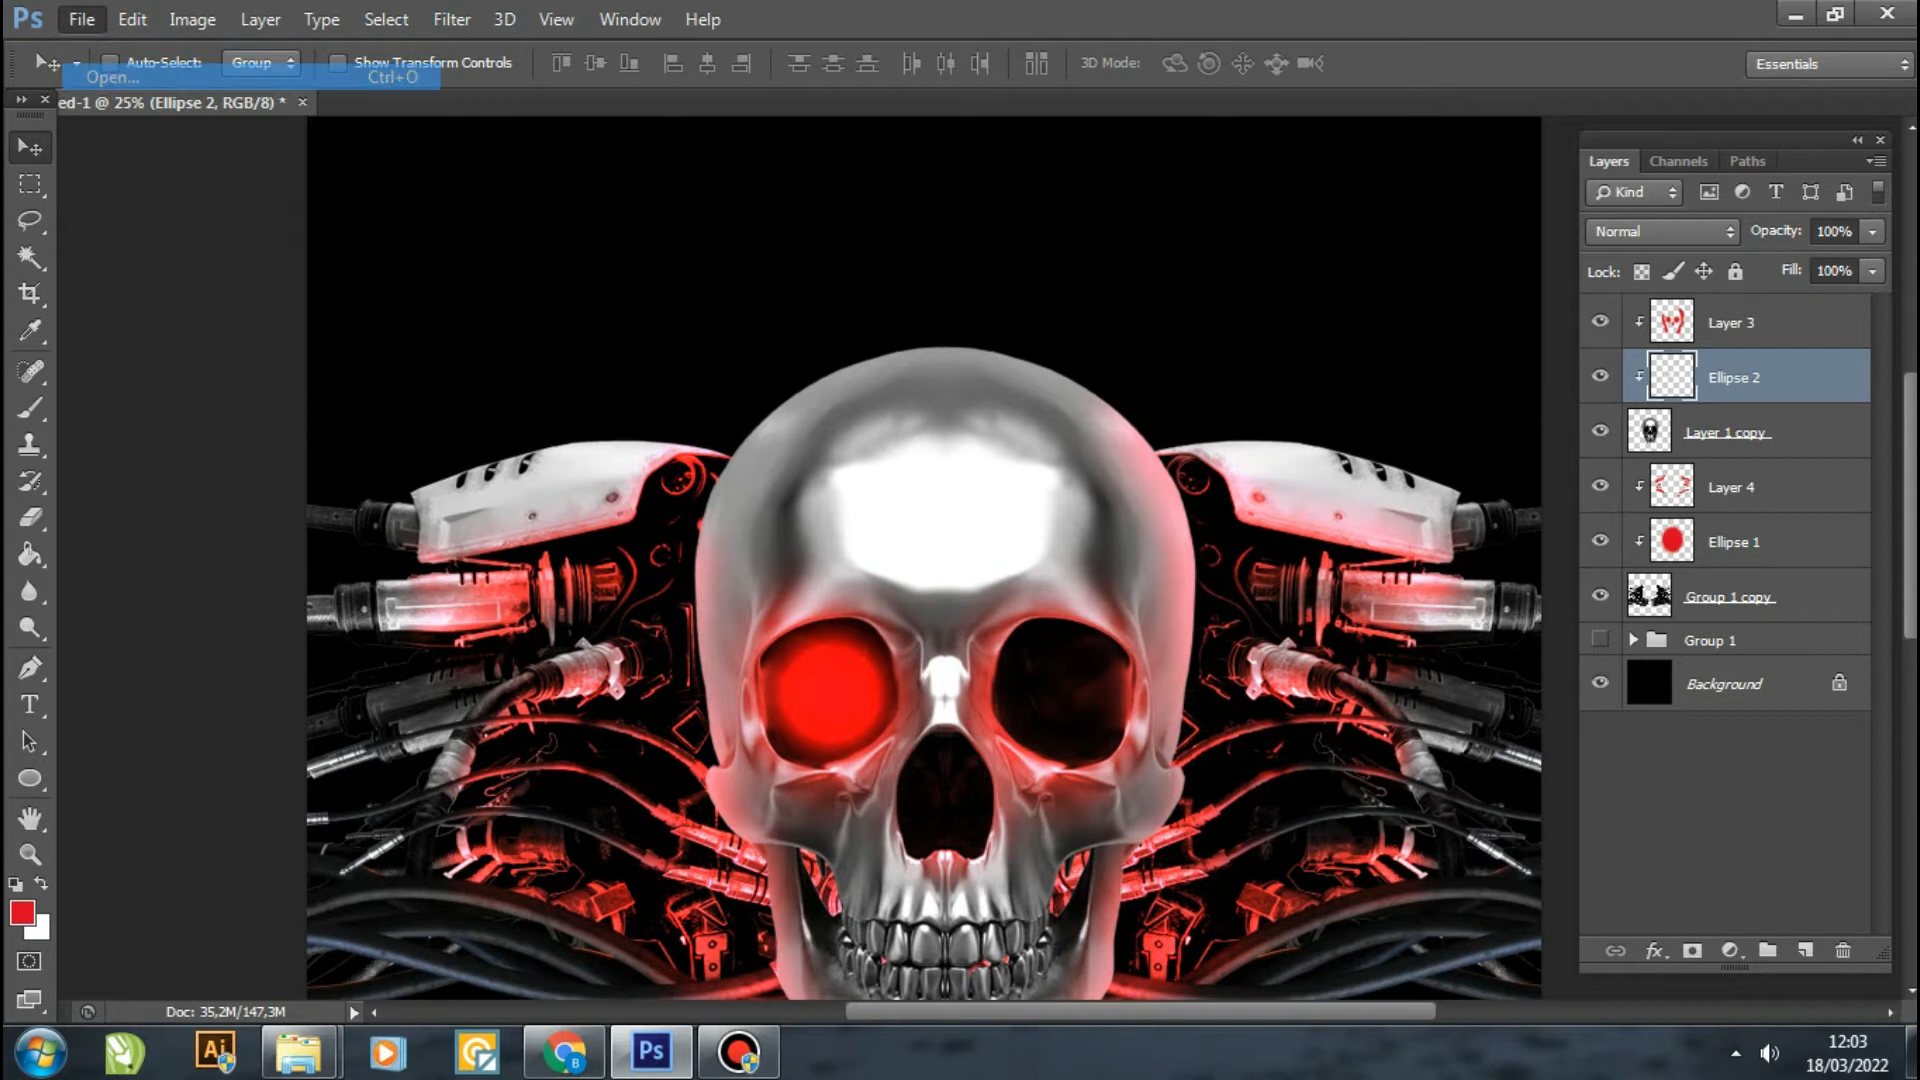 Ps File Edit Image Layer Type Select Filter 3D View Window Help
Auto-Select: Group Show Transform Controls 3D Mode: Essentials
Open... Ctrl+O
ed-1 @ 25% (Ellipse 2, RGB/8) * ×
Layers Channels Paths
Kind
Normal Opacity: 100%
Lock: Fill: 100%
Layer 3
Ellipse 2
Layer 1 copy
Layer 4
Ellipse 1
Group 1 copy
Group 1
Background
fx
Doc: 35,2M/147,3M
Ai Ps B
12:03
18/03/2022